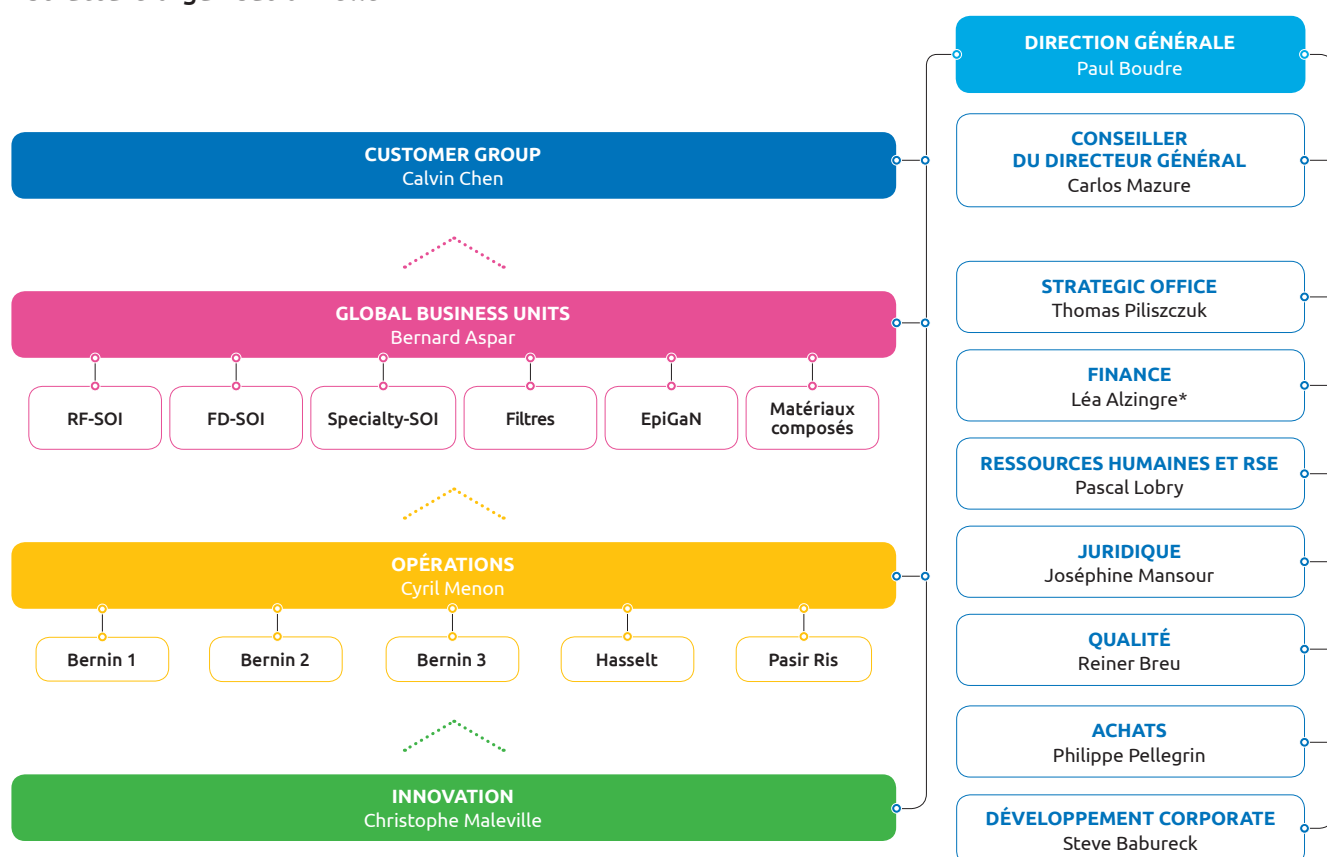 DIRECTION GÉNÉRALE
Paul Boudre
CUSTOMER GROUP
Calvin Chen
CONSEILLER
DU DIRECTEUR GÉNÉRAL
Carlos Mazure
GLOBAL BUSINESS UNITS
Bernard Aspar
RF-SOI
FD-SOI
Specialty-SOI
Filtres
EpiGaN
Matériaux
composés
STRATEGIC OFFICE
Thomas Piliszczuk
FINANCE
Léa Alzingre*
RESSOURCES HUMAINES ET RSE
Pascal Lobry
OPÉRATIONS
Cyril Menon
Bernin 1
Bernin 2
Bernin 3
Hasselt
Pasir Ris
JURIDIQUE
Joséphine Mansour
QUALITÉ
Reiner Breu
ACHATS
Philippe Pellegrin
INNOVATION
Christophe Maleville
DÉVELOPPEMENT CORPORATE
Steve Babureck